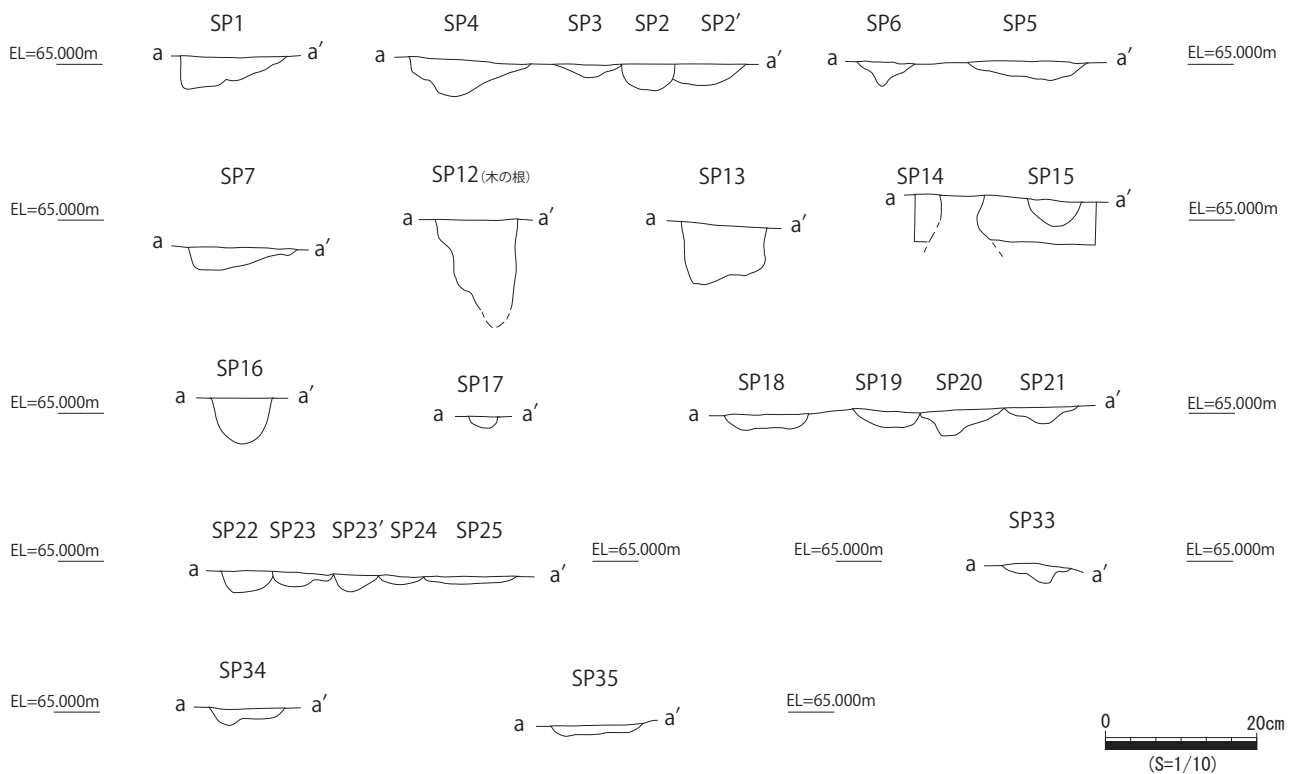 SP1 SP4 SP3 SP2 SP2′ SP6 SP5
EL=65.000m a a′ a a′ a a′ EL=65.000m
SP7 SP12(木の根) SP13 SP14 SP15
EL=65.000m a a′ a a′ a a′ a a′ EL=65.000m
SP16 SP17 SP18 SP19 SP20 SP21
EL=65.000m a a′ a a′ a a′ EL=65.000m
SP22 SP23 SP23′ SP24 SP25 SP33
EL=65.000m a a′ EL=65.000m EL=65.000m a a′ EL=65.000m
SP34 SP35
EL=65.000m a a′ a a′ EL=65.000m
0 20cm
(S=1/10)